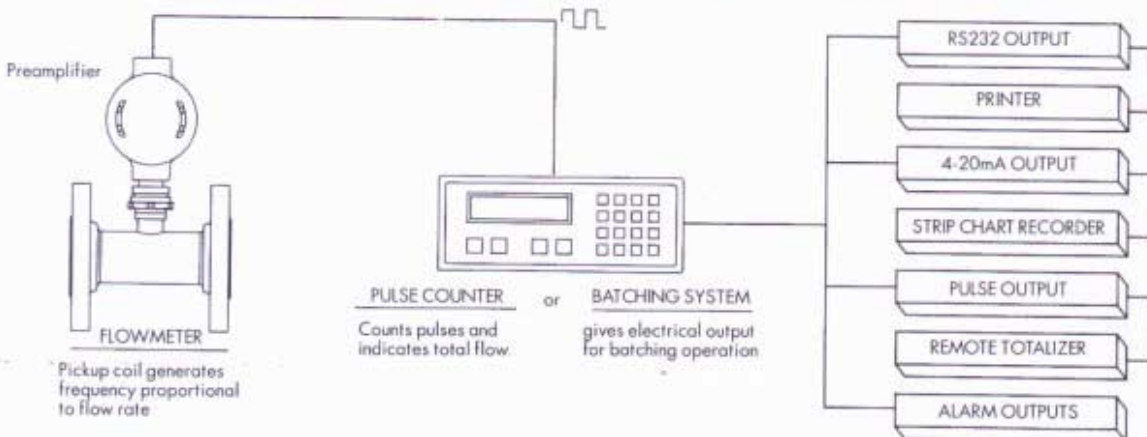 Preamplifier
FLOWMETER
Pickup coil generates
frequency proportional
to flow rate
PULSE COUNTER or BATCHING SYSTEM
Counts pulses and
indicates total flow
gives electrical output
for batching operation
RS232 OUTPUT
PRINTER
4-20mA OUTPUT
STRIP CHART RECORDER
PULSE OUTPUT
REMOTE TOTALIZER
ALARM OUTPUTS